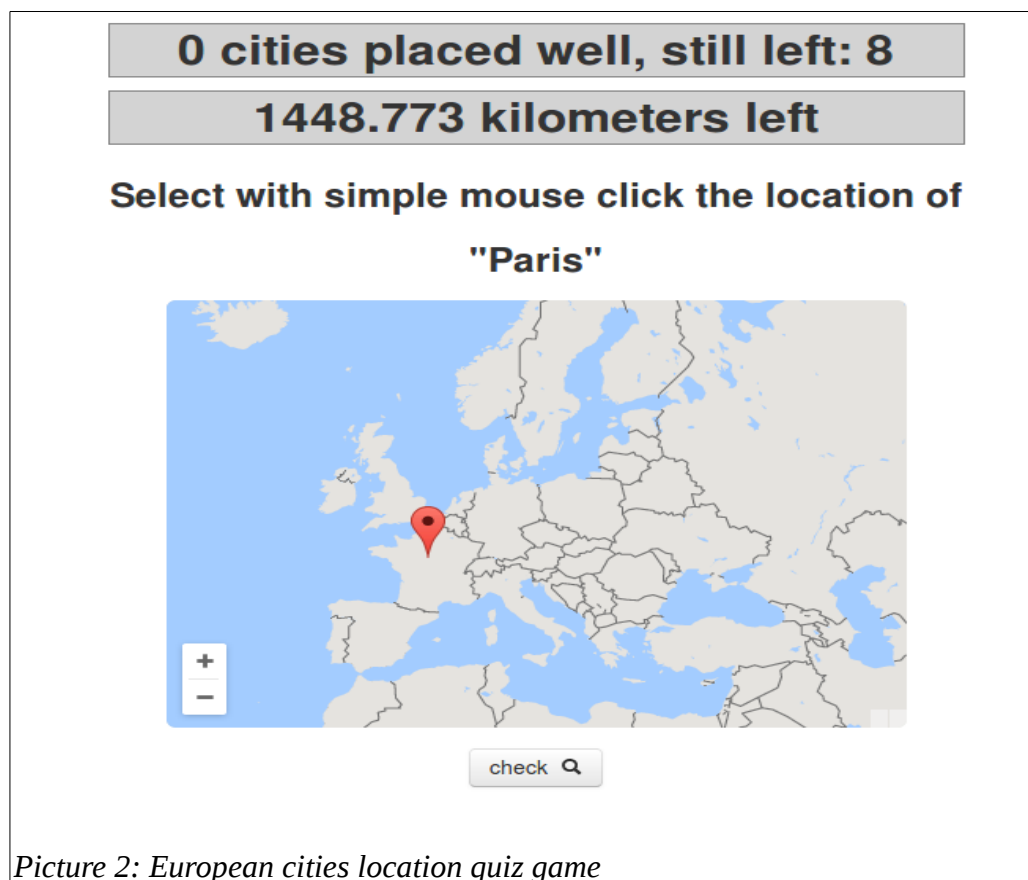 0 cities placed well, still left: 8
1448.773 kilometers left
Select with simple mouse click the location of
"Paris"
+
−
check
Picture 2: European cities location quiz game